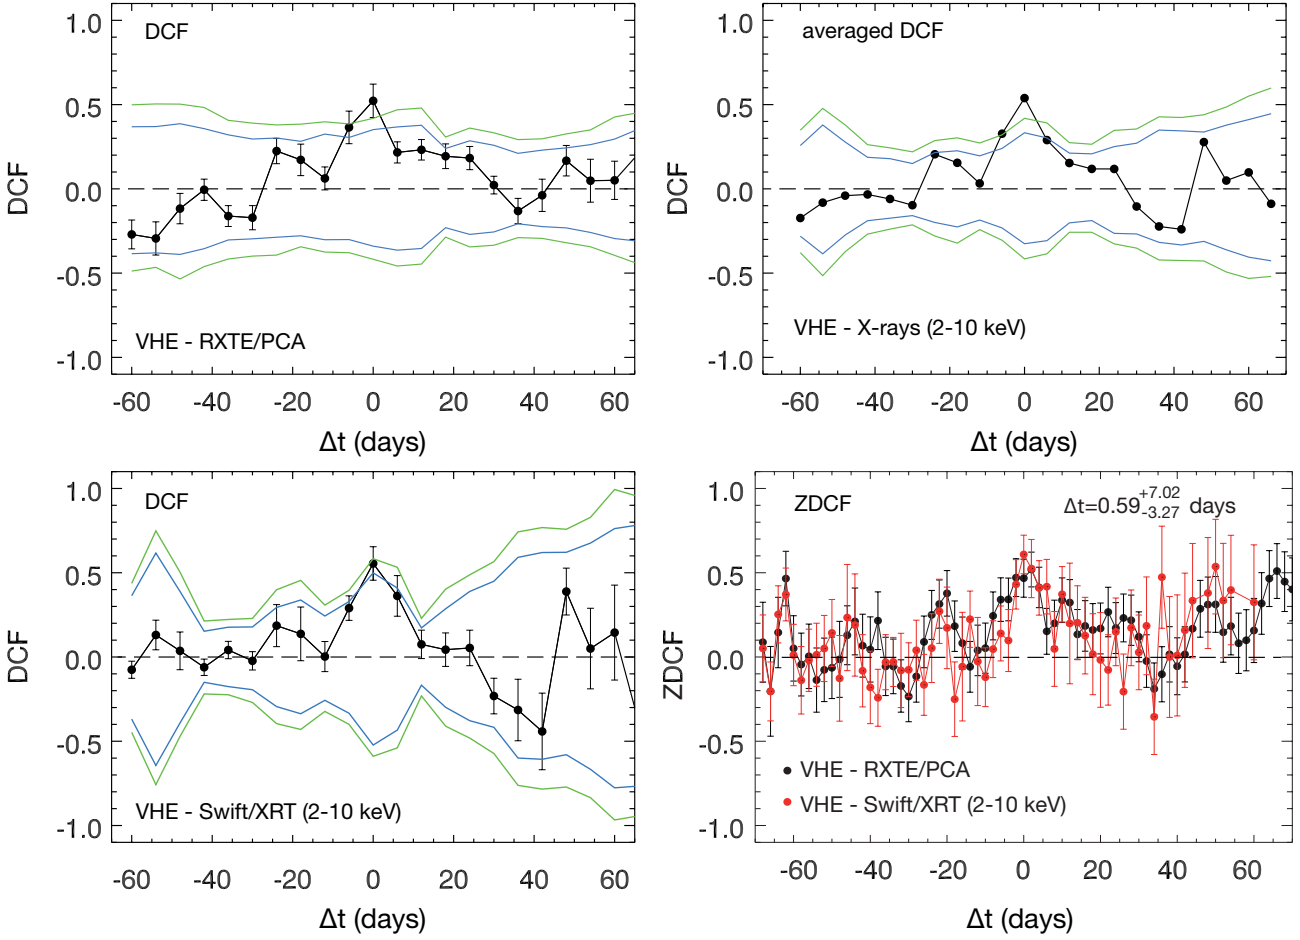 DCF
1.0
0.5
0.0
-0.5
-1.0
DCF
VHE - RXTE/PCA
-60 -40 -20 0 20 40 60
Δt (days)
averaged DCF
1.0
0.5
0.0
-0.5
-1.0
DCF
VHE - X-rays (2-10 keV)
-60 -40 -20 0 20 40 60
Δt (days)
DCF
1.0
0.5
0.0
-0.5
-1.0
DCF
VHE - Swift/XRT (2-10 keV)
-60 -40 -20 0 20 40 60
Δt (days)
ZDCF
Δt=0.59+7.02-3.27 days
1.0
0.5
0.0
-0.5
-1.0
ZDCF
VHE - RXTE/PCA
VHE - Swift/XRT (2-10 keV)
-60 -40 -20 0 20 40 60
Δt (days)